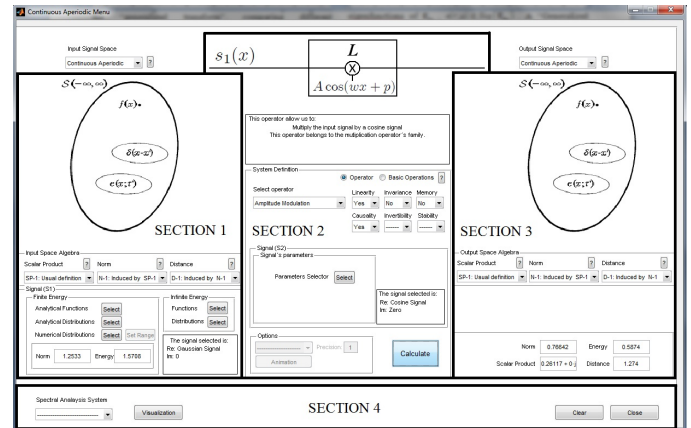 Continuous Aperiodic Menu
Input Signal Space
Continuous Aperiodic ?
s₁(x)
L
X
A cos(wx + p)
Output Signal Space
Continuous Aperiodic ?
S(-∞,∞)
f(x).
δ(x-x')
e(x;τ')
SECTION 1
Input Space Algebra
Scalar Product ? Norm ? Distance ?
SP-1: Usual definition N-1: Induced by SP-1 D-1: Induced by N-1
Signal (S1)
Finite Energy
Analytical Functions Select
Analytical Distributions Select
Numerical Distributions Select Set Range
Norm 1.2533 Energy 1.5708
Infinite Energy
Functions Select
Distributions Select
The signal selected is:
Re: Gaussian Signal
Im: 0
This operator allow us to:
Multiply the input signal by a cosine signal
This operator belongs to the mutiplication operator's family.
System Definition
Operator Basic Operations ?
Select operator
Amplitude Modulation
Linearity Invariance Memory
Yes No No
Causality Invertibility Stability
Yes ------ ------
SECTION 2
Signal (S2)
Signal's parameters
Parameters Selector Select
The signal selected is:
Re: Cosine Signal
Im: Zero
Options
Precision: 1
Animation
Calculate
S(-∞,∞)
f(x).
δ(x-x')
e(x;τ')
SECTION 3
Output Space Algebra
Scalar Product ? Norm ? Distance ?
SP-1: Usual definition N-1: Induced by SP-1 D-1: Induced by N-1
Norm 0.76642 Energy 0.5874
Scalar Product 0.26117 + 0 j Distance 1.274
Spectral Analaysis System
Visualization
SECTION 4
Clear Close